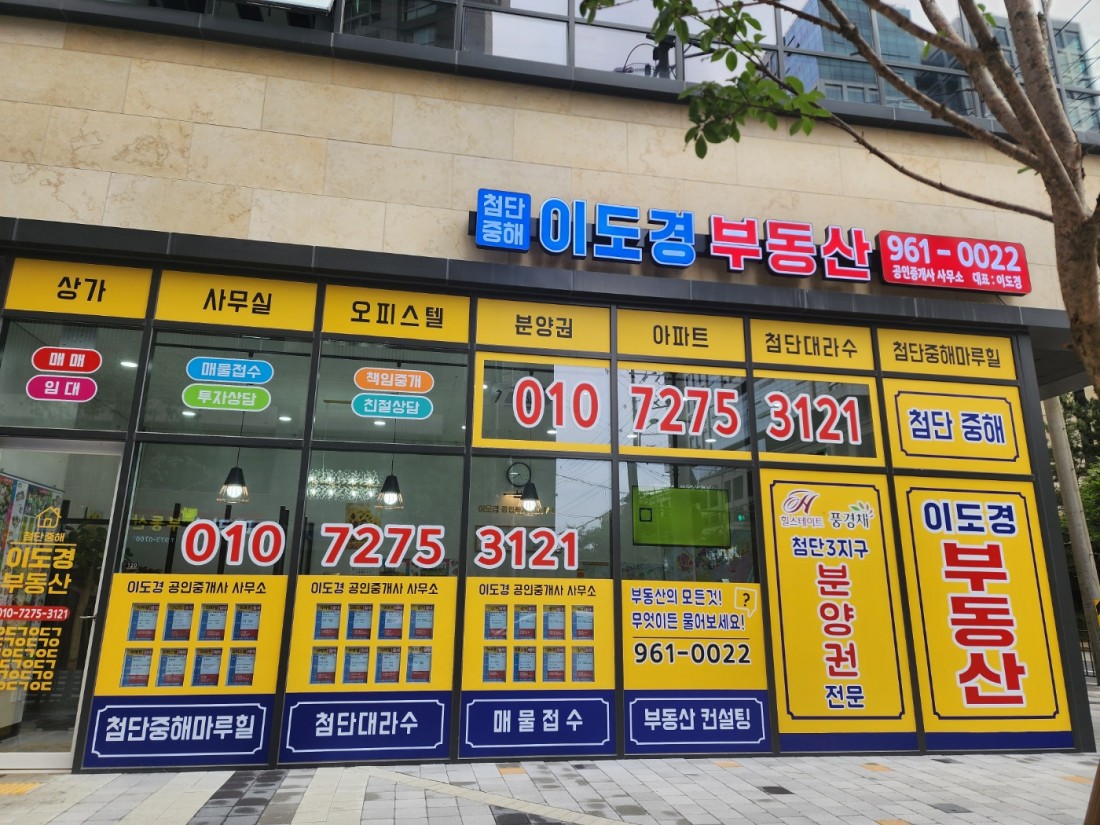 첨단
중해
이도경 부동산
961-0022
공인중개사 사무소 대표:이도경
상가
사무실
오피스텔
분양권
아파트
첨단대라수
첨단중해마루힐
매매
임대
매물접수
투자상담
책임중개
친절상담
010 7275 3121
첨단 중해
010 7275 3121
첨단중해
이도경
부동산
010-7275-3121
이도경 공인중개사 사무소
이도경 공인중개사 사무소
이도경 공인중개사 사무소
부동산의 모든것!
무엇이든 물어보세요!
?
961-0022
힐스테이트 풍경채
첨단3지구
분양권
전문
이도경
부동산
첨단중해마루힐
첨단대라수
매물접수
부동산 컨설팅